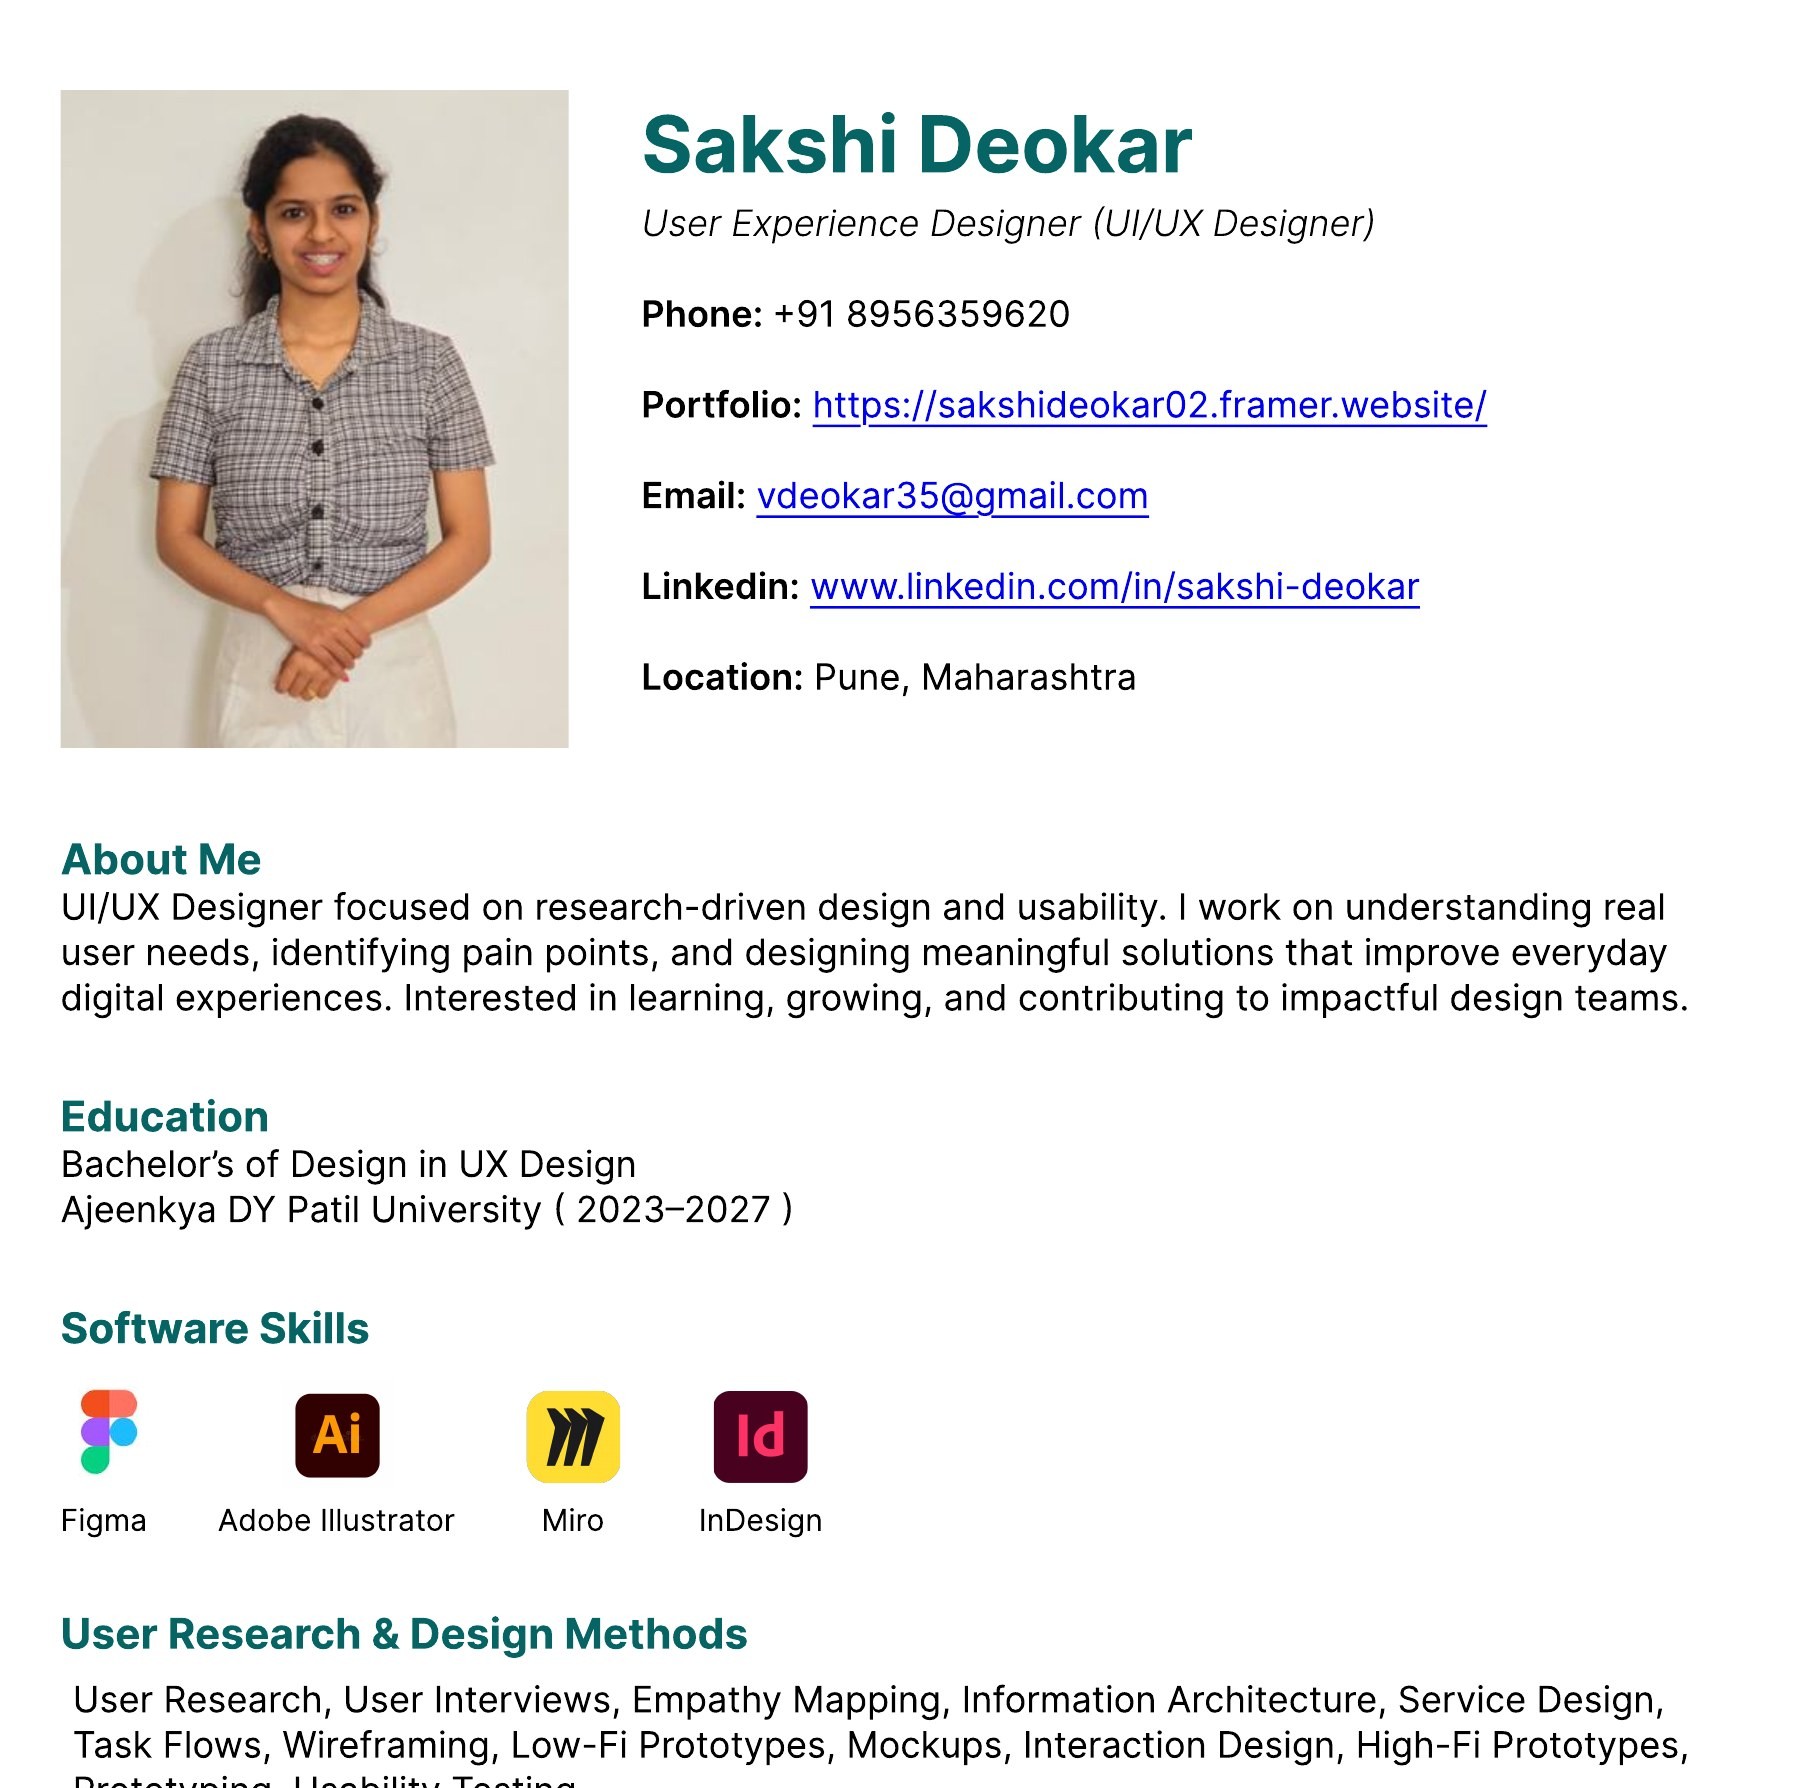 Sakshi Deokar
User Experience Designer (UI/UX Designer)
Phone: +91 8956359620
Portfolio: https://sakshideokar02.framer.website/
Email: vdeokar35@gmail.com
Linkedin: www.linkedin.com/in/sakshi-deokar
Location: Pune, Maharashtra
About Me
UI/UX Designer focused on research-driven design and usability. I work on understanding real
user needs, identifying pain points, and designing meaningful solutions that improve everyday
digital experiences. Interested in learning, growing, and contributing to impactful design teams.
Education
Bachelor’s of Design in UX Design
Ajeenkya DY Patil University ( 2023–2027 )
Software Skills
Ai
Id
Figma
Adobe Illustrator
Miro
InDesign
User Research & Design Methods
User Research, User Interviews, Empathy Mapping, Information Architecture, Service Design,
Task Flows, Wireframing, Low-Fi Prototypes, Mockups, Interaction Design, High-Fi Prototypes,
Prototyping, Usability Testing